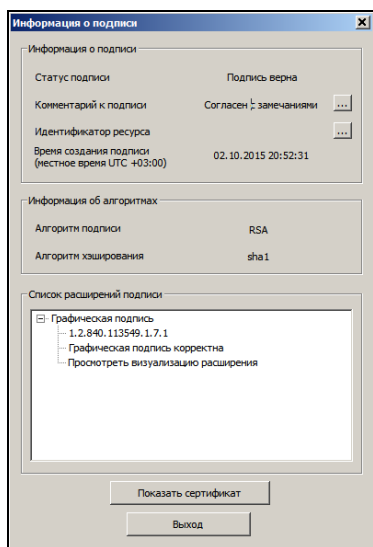 Информация о подписи
Информация о подписи
Статус подписи Подпись верна
Комментарий к подписи Согласен с замечаниями ...
Идентификатор ресурса ...
Время создания подписи
(местное время UTC +03:00) 02.10.2015 20:52:31
Информация об алгоритмах
Алгоритм подписи RSA
Алгоритм хэширования sha1
Список расширений подписи
Графическая подпись
1.2.840.113549.1.7.1
Графическая подпись корректна
Просмотреть визуализацию расширения
Показать сертификат
Выход